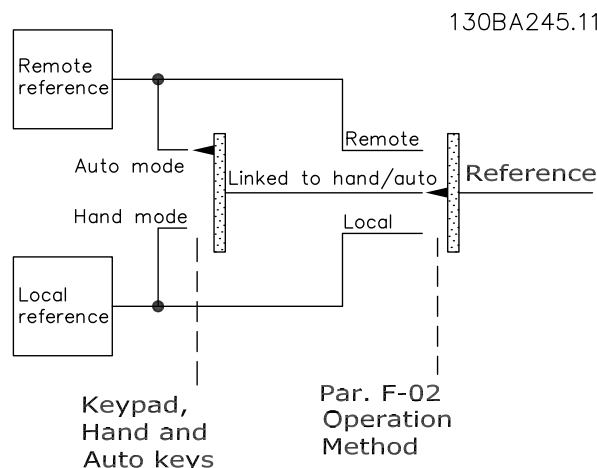 130BA245.11
Remote
reference
Remote
Auto mode
Linked to hand/auto
Reference
Hand mode
Local
Local
reference
Keypad,
Hand and
Auto keys
Par. F-02
Operation
Method